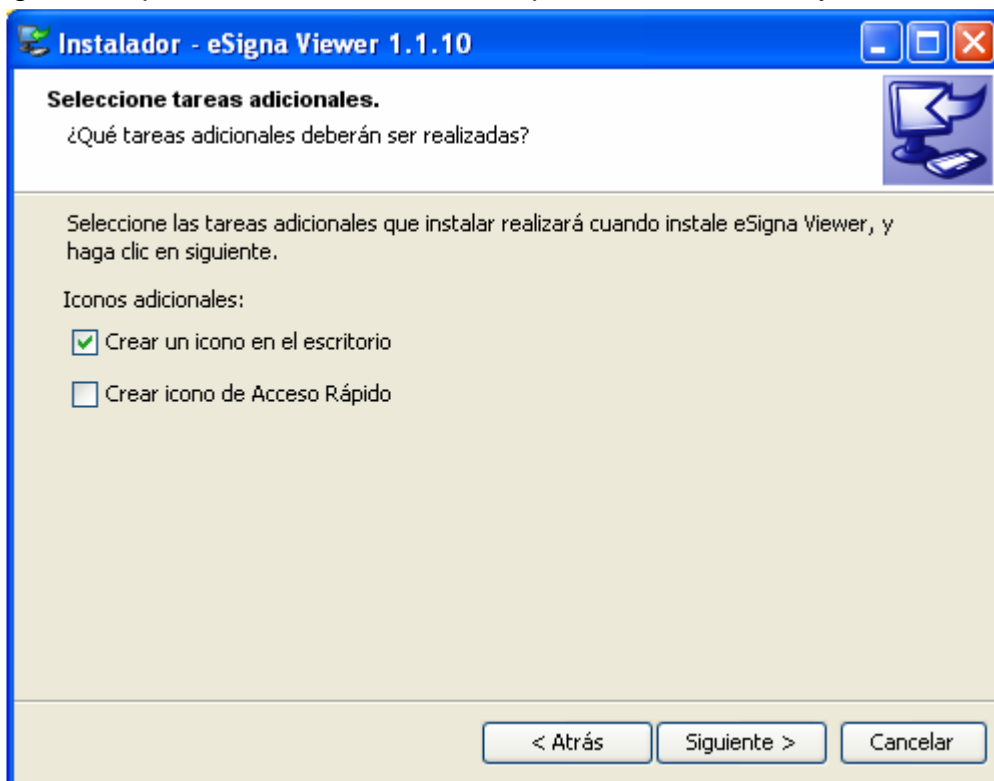 Instalador - eSigna Viewer 1.1.10
Seleccione tareas adicionales.
¿Qué tareas adicionales deberán ser realizadas?
Seleccione las tareas adicionales que instalar realizará cuando instale eSigna Viewer, y
haga clic en siguiente.
Iconos adicionales:
Crear un icono en el escritorio
Crear icono de Acceso Rápido
< Atrás
Siguiente >
Cancelar